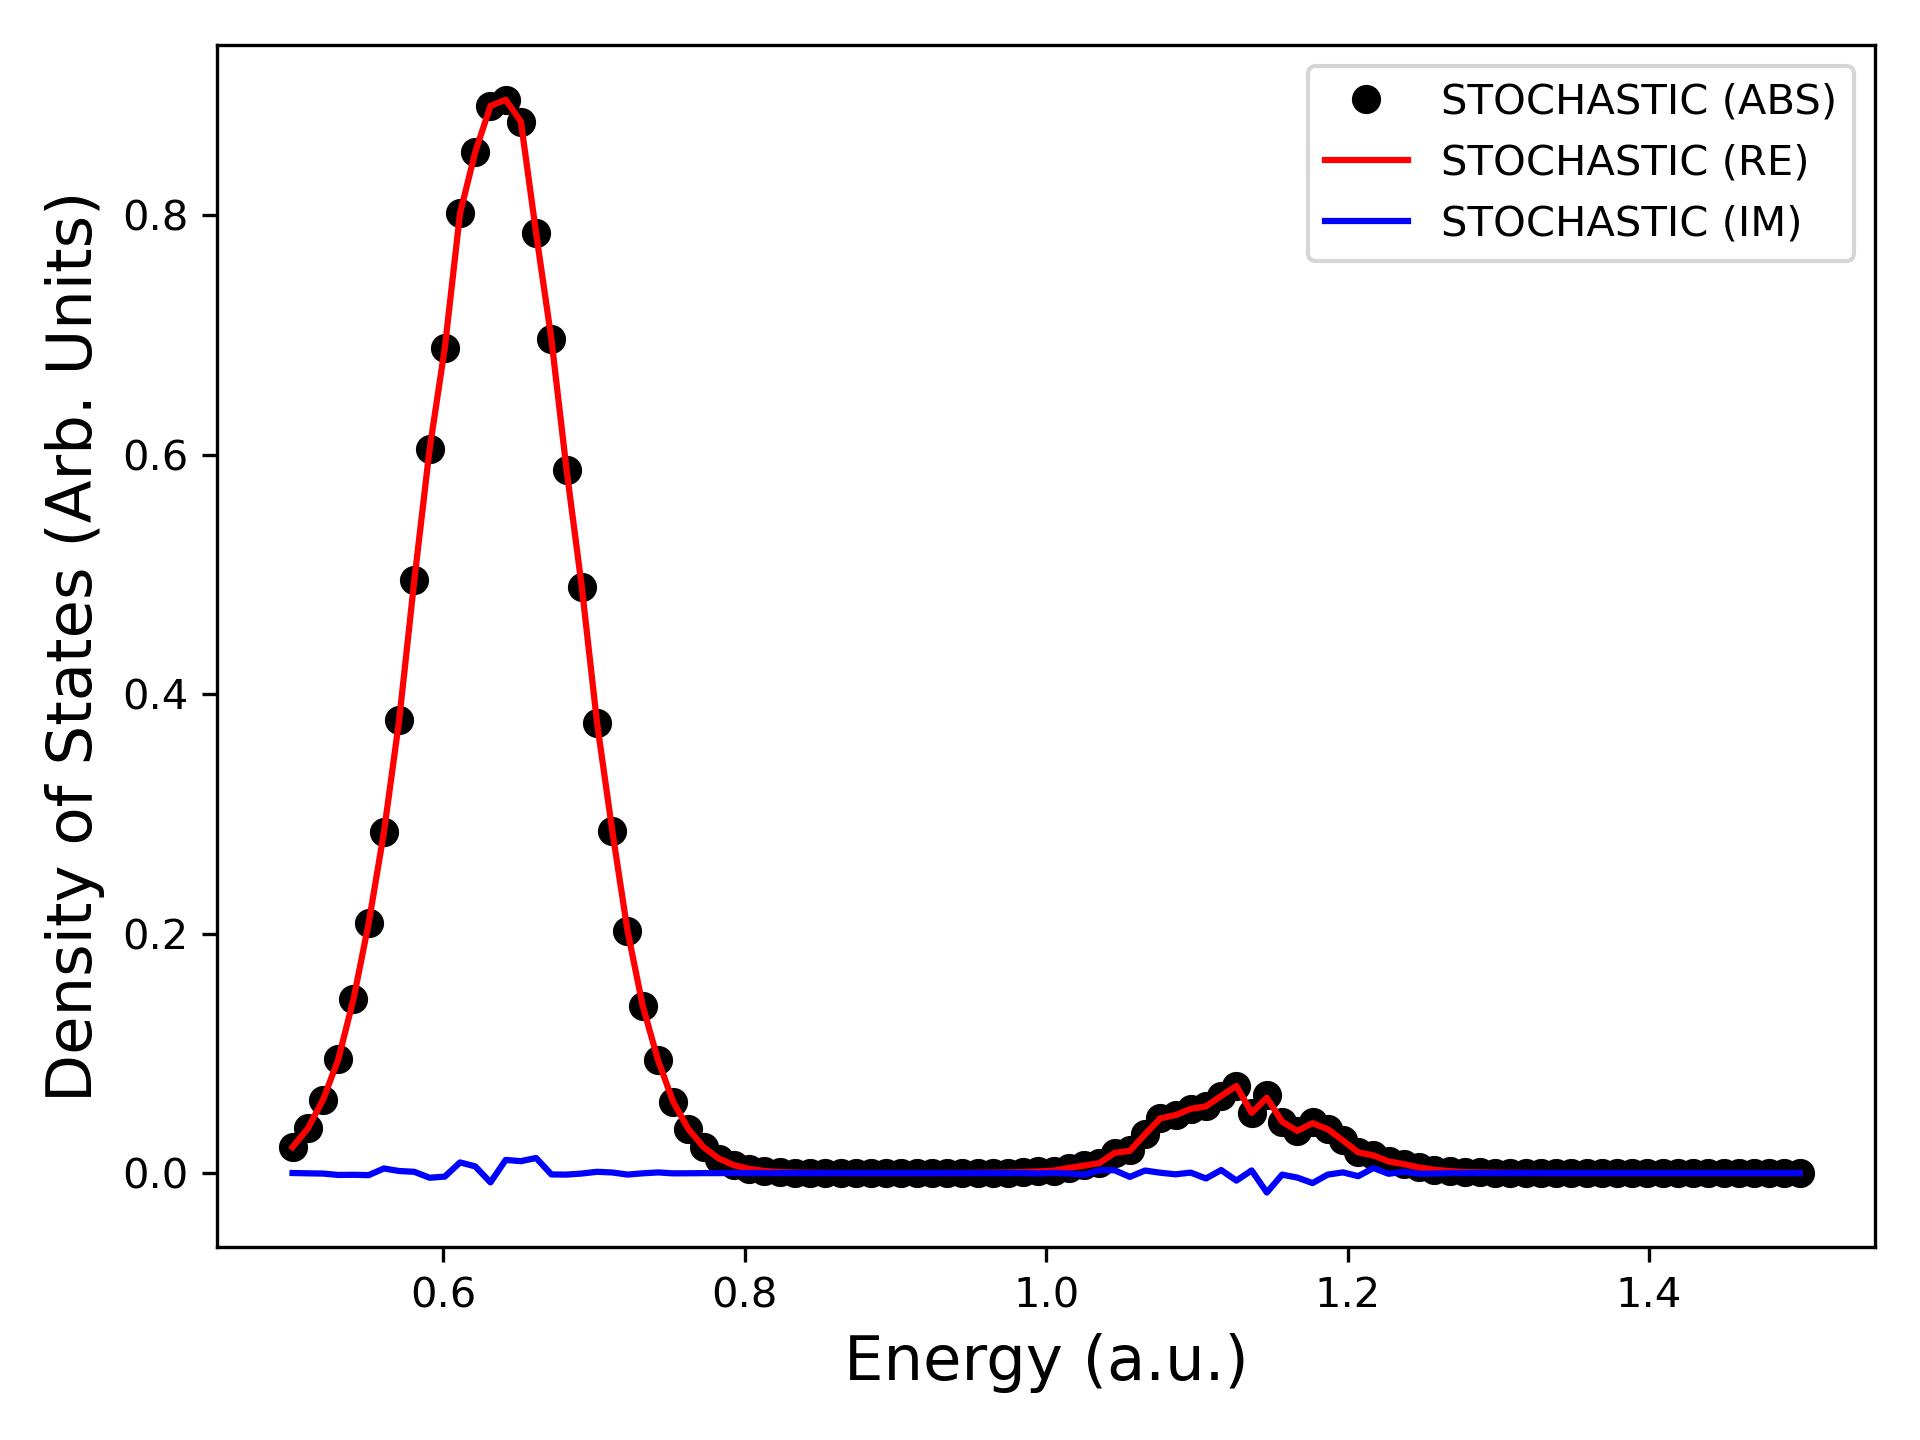 STOCHASTIC (ABS)
STOCHASTIC (RE)
STOCHASTIC (IM)
Density of States (Arb. Units)
0.8
0.6
0.4
0.2
0.0
0.6 0.8 1.0 1.2 1.4
Energy (a.u.)